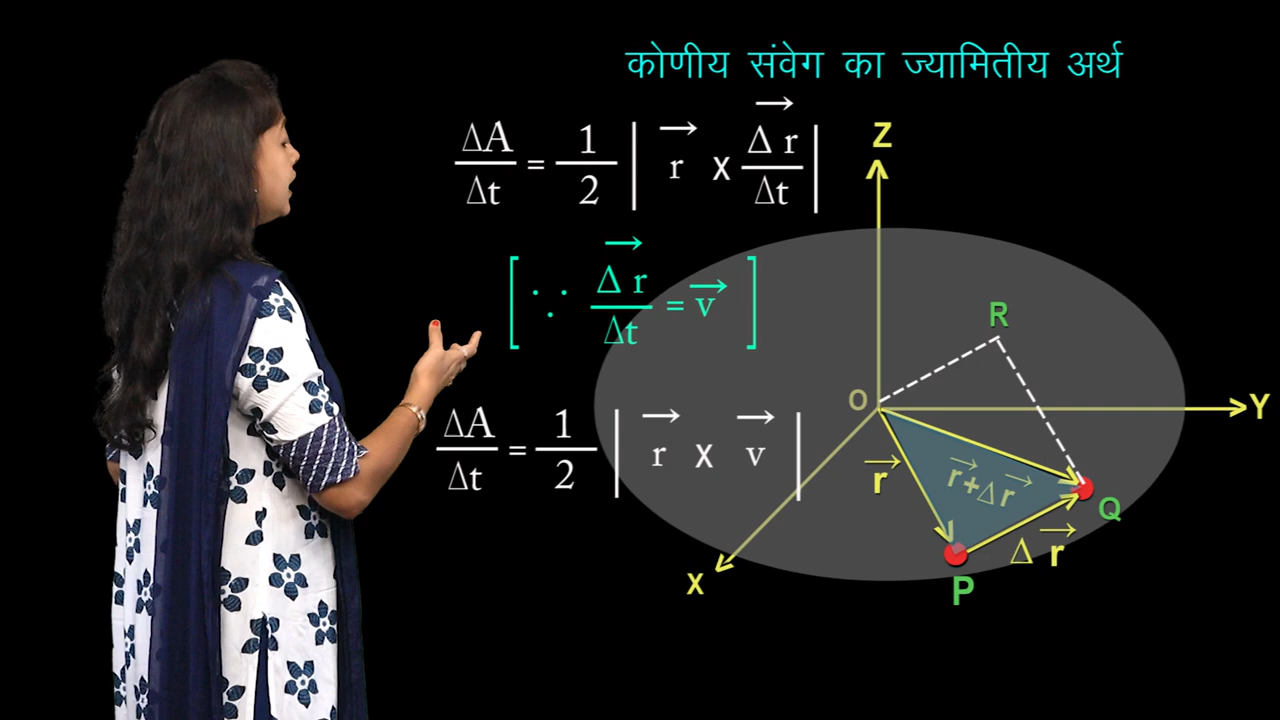 कोणीय संवेग का ज्यामितीय अर्थ
ΔA/Δt = 1/2 | r⃗ x Δr⃗/Δt |
[ ∵ Δr⃗/Δt = v⃗ ]
ΔA/Δt = 1/2 | r⃗ x v⃗ |
Z
R
O
Y
r⃗
r⃗+Δr⃗
Q
Δr⃗
X
P